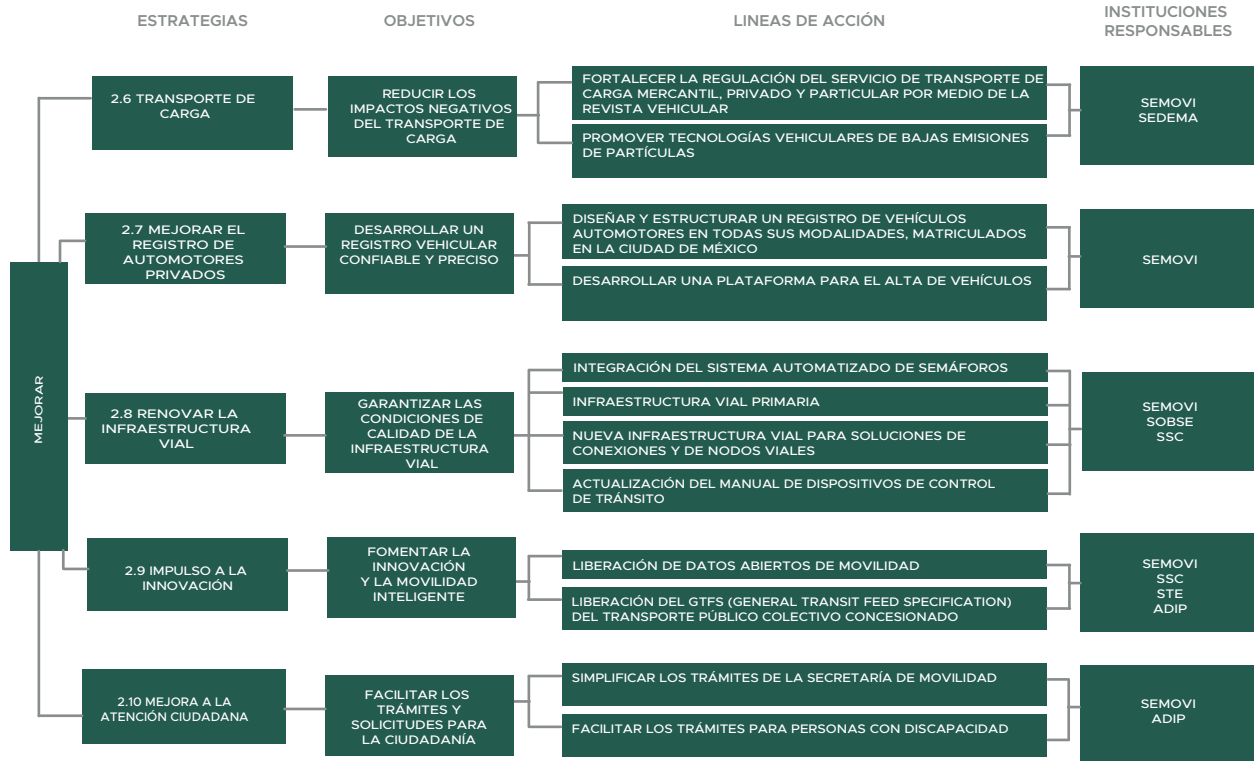 ESTRATEGIAS
OBJETIVOS
LINEAS DE ACCIÓN
INSTITUCIONES
RESPONSABLES
MEJORAR
2.6 TRANSPORTE DE
CARGA
REDUCIR LOS
IMPACTOS NEGATIVOS
DEL TRANSPORTE DE
CARGA
FORTALECER LA REGULACIÓN DEL SERVICIO DE TRANSPORTE DE
CARGA MERCANTIL, PRIVADO Y PARTICULAR POR MEDIO DE LA
REVISTA VEHICULAR
PROMOVER TECNOLOGÍAS VEHICULARES DE BAJAS EMISIONES
DE PARTÍCULAS
SEMOVI
SEDEMA
2.7 MEJORAR EL
REGISTRO DE
AUTOMOTORES
PRIVADOS
DESARROLLAR UN
REGISTRO VEHICULAR
CONFIABLE Y PRECISO
DISEÑAR Y ESTRUCTURAR UN REGISTRO DE VEHÍCULOS
AUTOMOTORES EN TODAS SUS MODALIDADES, MATRICULADOS
EN LA CIUDAD DE MÉXICO
DESARROLLAR UNA PLATAFORMA PARA EL ALTA DE VEHÍCULOS
SEMOVI
2.8 RENOVAR LA
INFRAESTRUCTURA
VIAL
GARANTIZAR LAS
CONDICIONES DE
CALIDAD DE LA
INFRAESTRUCTURA
VIAL
INTEGRACIÓN DEL SISTEMA AUTOMATIZADO DE SEMÁFOROS
INFRAESTRUCTURA VIAL PRIMARIA
NUEVA INFRAESTRUCTURA VIAL PARA SOLUCIONES DE
CONEXIONES Y DE NODOS VIALES
ACTUALIZACIÓN DEL MANUAL DE DISPOSITIVOS DE CONTROL
DE TRÁNSITO
SEMOVI
SOBSE
SSC
2.9 IMPULSO A LA
INNOVACIÓN
FOMENTAR LA
INNOVACIÓN
Y LA MOVILIDAD
INTELIGENTE
LIBERACIÓN DE DATOS ABIERTOS DE MOVILIDAD
LIBERACIÓN DEL GTFS (GENERAL TRANSIT FEED SPECIFICATION)
DEL TRANSPORTE PÚBLICO COLECTIVO CONCESIONADO
SEMOVI
SSC
STE
ADIP
2.10 MEJORA A LA
ATENCIÓN CIUDADANA
FACILITAR LOS
TRÁMITES Y
SOLICITUDES PARA
LA CIUDADANÍA
SIMPLIFICAR LOS TRÁMITES DE LA SECRETARÍA DE MOVILIDAD
FACILITAR LOS TRÁMITES PARA PERSONAS CON DISCAPACIDAD
SEMOVI
ADIP